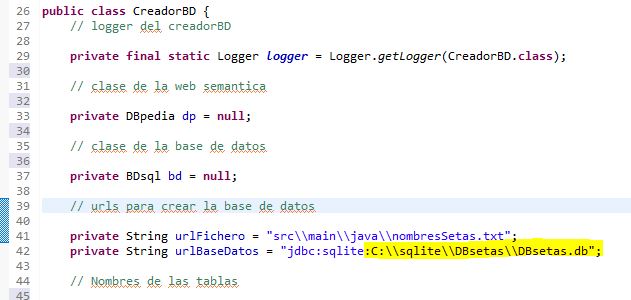 26 public class CreadorBD {
27 // logger del creadorBD
28
29 private final static Logger logger = Logger.getLogger(CreadorBD.class);
30
31 // clase de la web semantica
32
33 private DBpedia dp = null;
34
35 // clase de la base de datos
36
37 private BDsql bd = null;
38
39 // urls para crear la base de datos
40
41 private String urlFichero = "src\\main\\java\\nombresSetas.txt";
42 private String urlBaseDatos = "jdbc:sqlite:C:\\sqlite\\DBsetas\\DBsetas.db";
43
44 // Nombres de las tablas
45